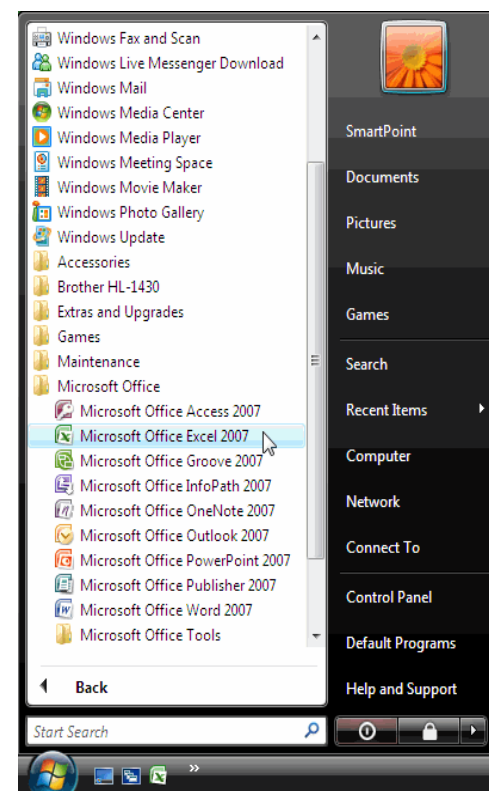 Windows Fax and Scan
Windows Live Messenger Download
Windows Mail
Windows Media Center
Windows Media Player
Windows Meeting Space
Windows Movie Maker
Windows Photo Gallery
Windows Update
Accessories
Brother HL-1430
Extras and Upgrades
Games
Maintenance
Microsoft Office
Microsoft Office Access 2007
Microsoft Office Excel 2007
Microsoft Office Groove 2007
Microsoft Office InfoPath 2007
Microsoft Office OneNote 2007
Microsoft Office Outlook 2007
Microsoft Office PowerPoint 2007
Microsoft Office Publisher 2007
Microsoft Office Word 2007
Microsoft Office Tools
Back
Start Search
SmartPoint
Documents
Pictures
Music
Games
Search
Recent Items
Computer
Network
Connect To
Control Panel
Default Programs
Help and Support